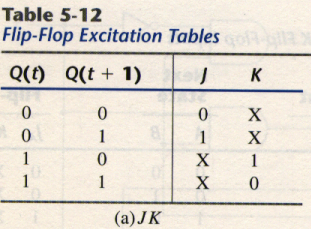 Table 5-12
Flip-Flop Excitation Tables
Q(t) Q(t + 1) J K
0 0 0 X
0 1 1 X
1 0 X 1
1 1 X 0
(a) JK